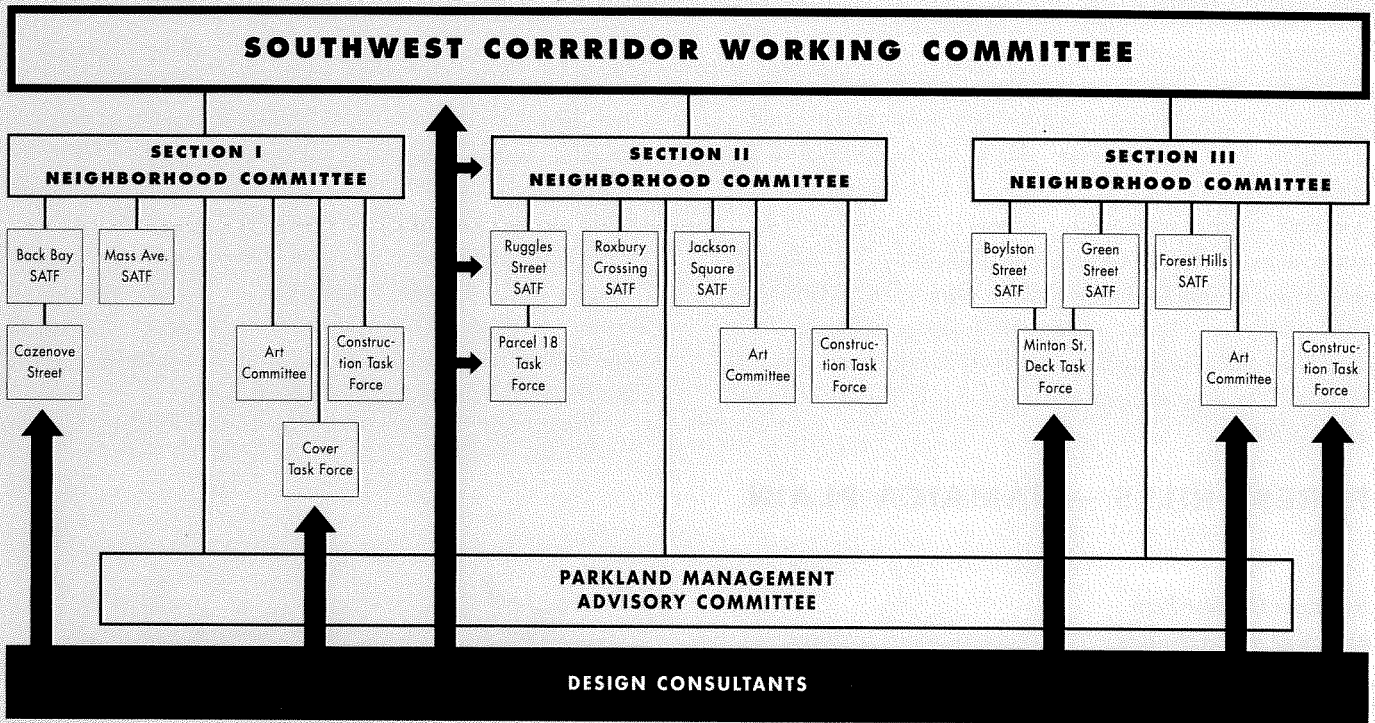 SOUTHWEST CORRRIDOR WORKING COMMITTEE
SECTION I
NEIGHBORHOOD COMMITTEE
SECTION II
NEIGHBORHOOD COMMITTEE
SECTION III
NEIGHBORHOOD COMMITTEE
Back Bay
SATF
Mass Ave.
SATF
Ruggles
Street
SATF
Roxbury
Crossing
SATF
Jackson
Square
SATF
Boylston
Street
SATF
Green
Street
SATF
Forest Hills
SATF
Cazenove
Street
Art
Committee
Construc-
tion Task
Force
Parcel 18
Task
Force
Art
Committee
Construc-
tion Task
Force
Minton St.
Deck Task
Force
Art
Committee
Construc-
tion Task
Force
Cover
Task Force
PARKLAND MANAGEMENT
ADVISORY COMMITTEE
DESIGN CONSULTANTS